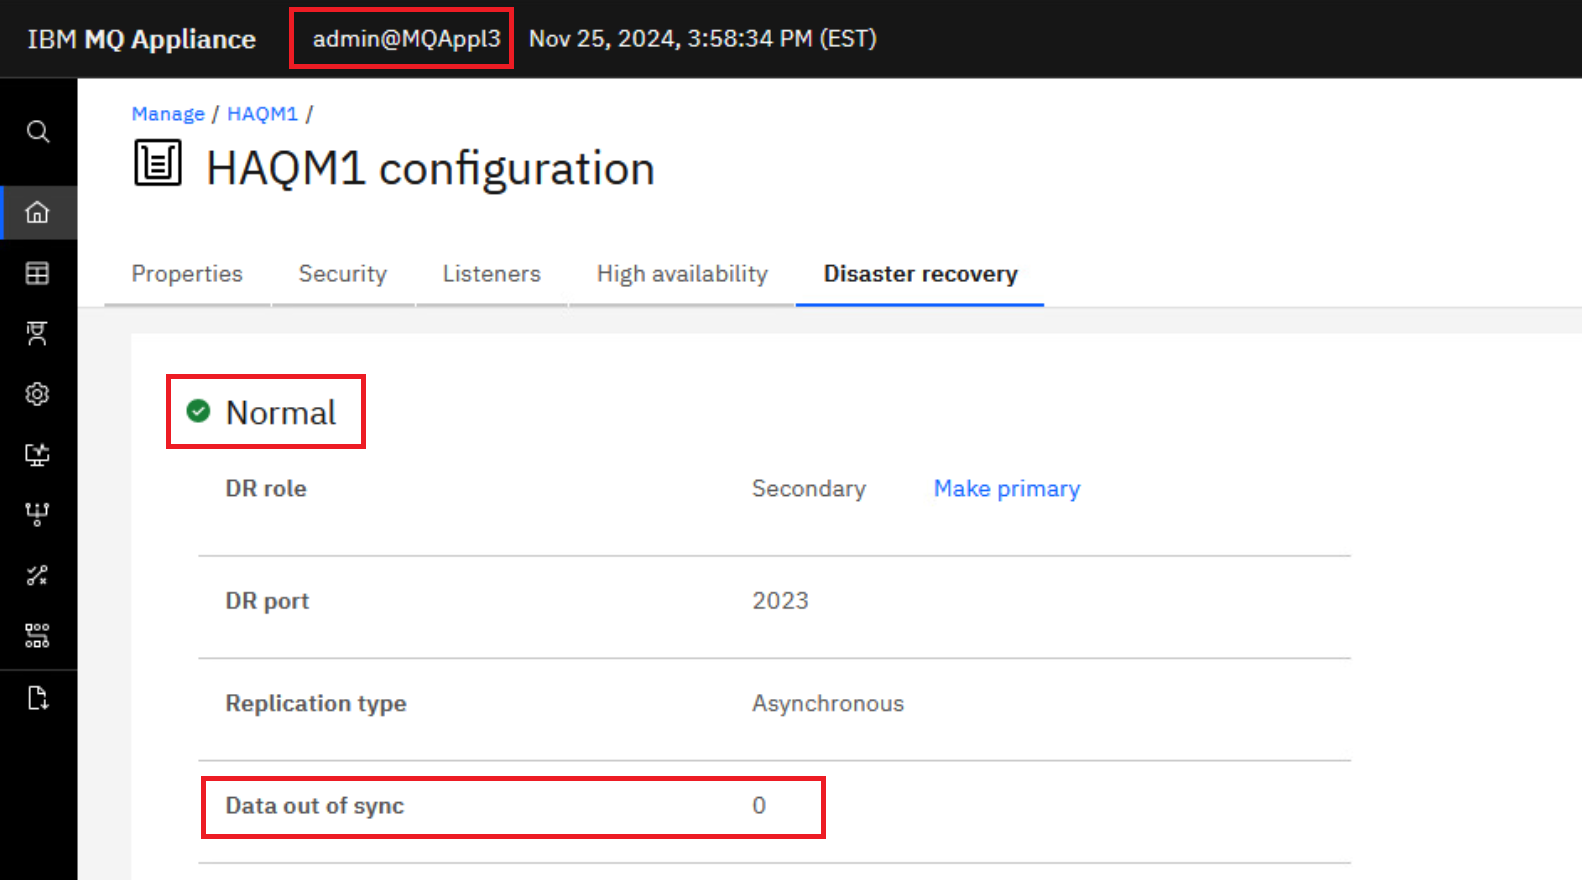 IBM MQ Appliance admin@MQAppl3 Nov 25, 2024, 3:58:34 PM (EST)
Manage / HAQM1 /
HAQM1 configuration
Properties Security Listeners High availability Disaster recovery
Normal
DR role Secondary Make primary
DR port 2023
Replication type Asynchronous
Data out of sync 0